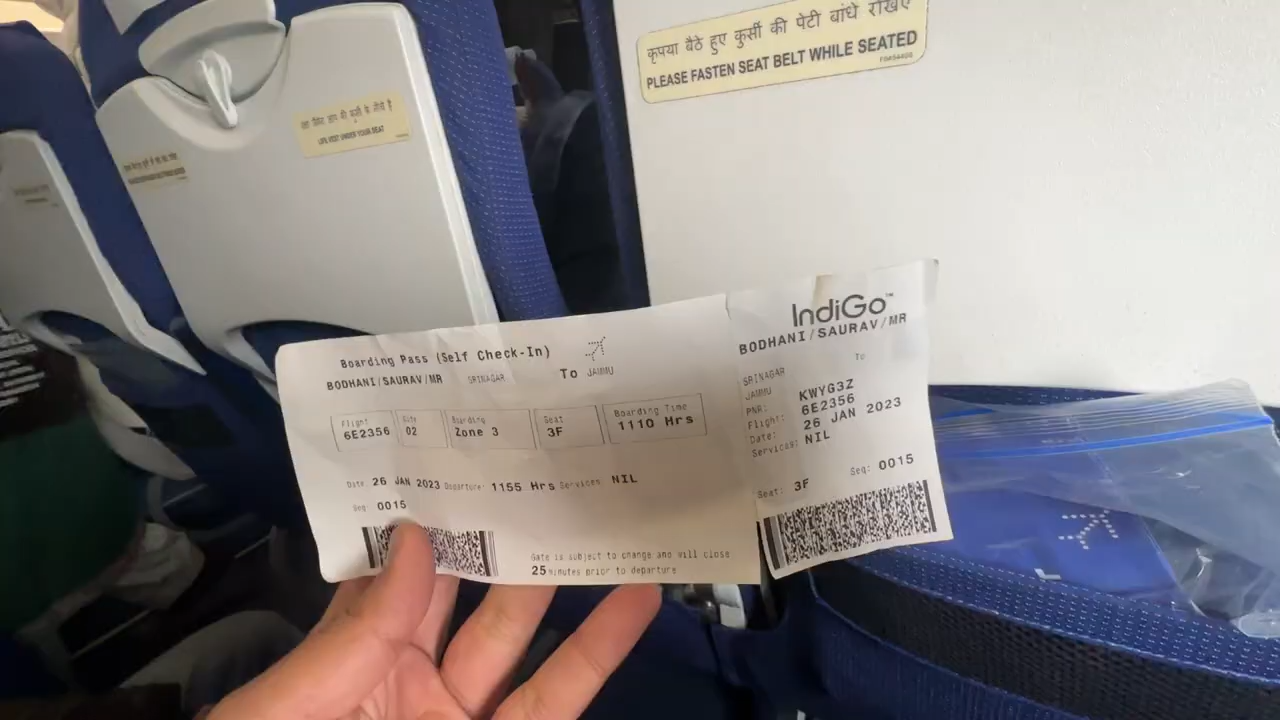 कृपया बैठे हुए कुर्सी की पेटी बांधे रखिए
PLEASE FASTEN SEAT BELT WHILE SEATED
LIFE VEST UNDER YOUR SEAT
Boarding Pass (Self Check-In)
BODHANI/SAURAV/MR SRINAGAR To JAMMU
Flight Gate Boarding Seat Boarding Time
6E2356 02 Zone 3 3F 1110 Hrs
Date: 26 JAN 2023 Departure: 1155 Hrs Services: NIL
Seq: 0015
Gate is subject to change and will close
25 minutes prior to departure
IndiGo™
BODHANI/SAURAV/MR
To
SRINAGAR
JAMMU
PNR: KWYG3Z
Flight: 6E2356
Date: 26 JAN 2023
Services: NIL
Seq: 0015
Seat: 3F